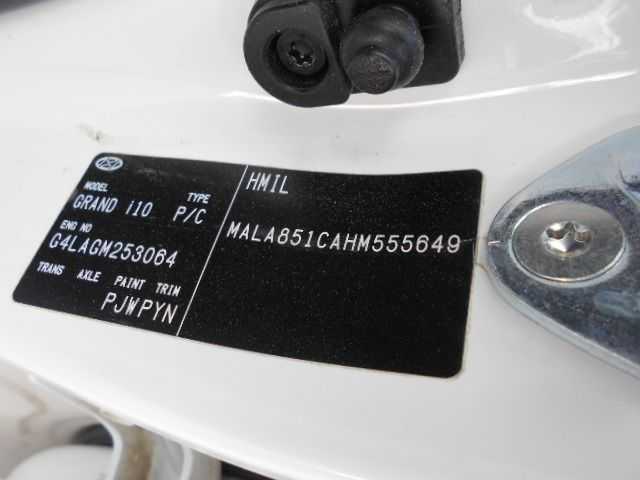 MODEL TYPE
GRAND i10 P/C
ENG NO
G4LAGM253064
TRANS AXLE PAINT TRIM
PJWPYN
HMIL
MALA851CAHM555649